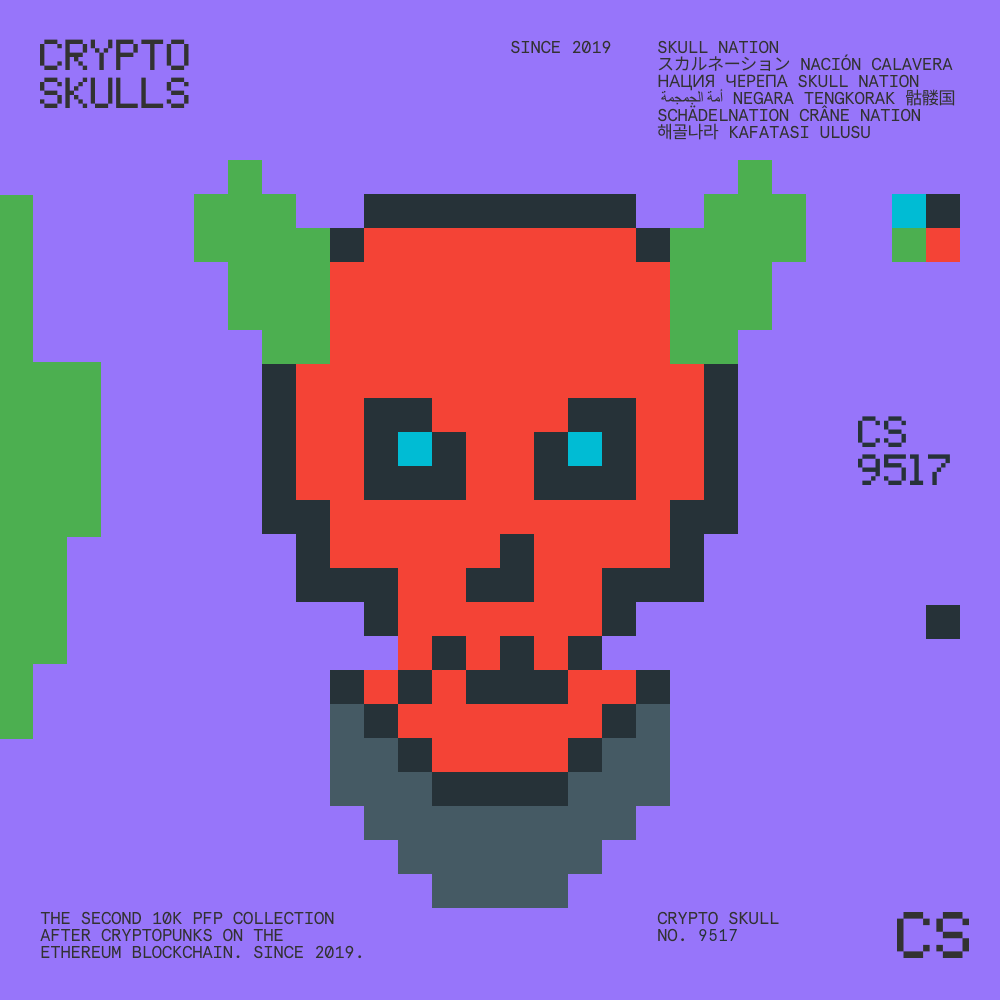 CRYPTO
SKULLS
SINCE 2019
SKULL NATION
スカルネーション NACIÓN CALAVERA
НАЦИЯ ЧЕРЕПА SKULL NATION
أمة الجمجمة NEGARA TENGKORAK 骷髅国
SCHÄDELNATION CRÂNE NATION
해골나라 KAFATASI ULUSU
CS
9517
THE SECOND 10K PFP COLLECTION
AFTER CRYPTOPUNKS ON THE
ETHEREUM BLOCKCHAIN. SINCE 2019.
CRYPTO SKULL
NO. 9517
CS